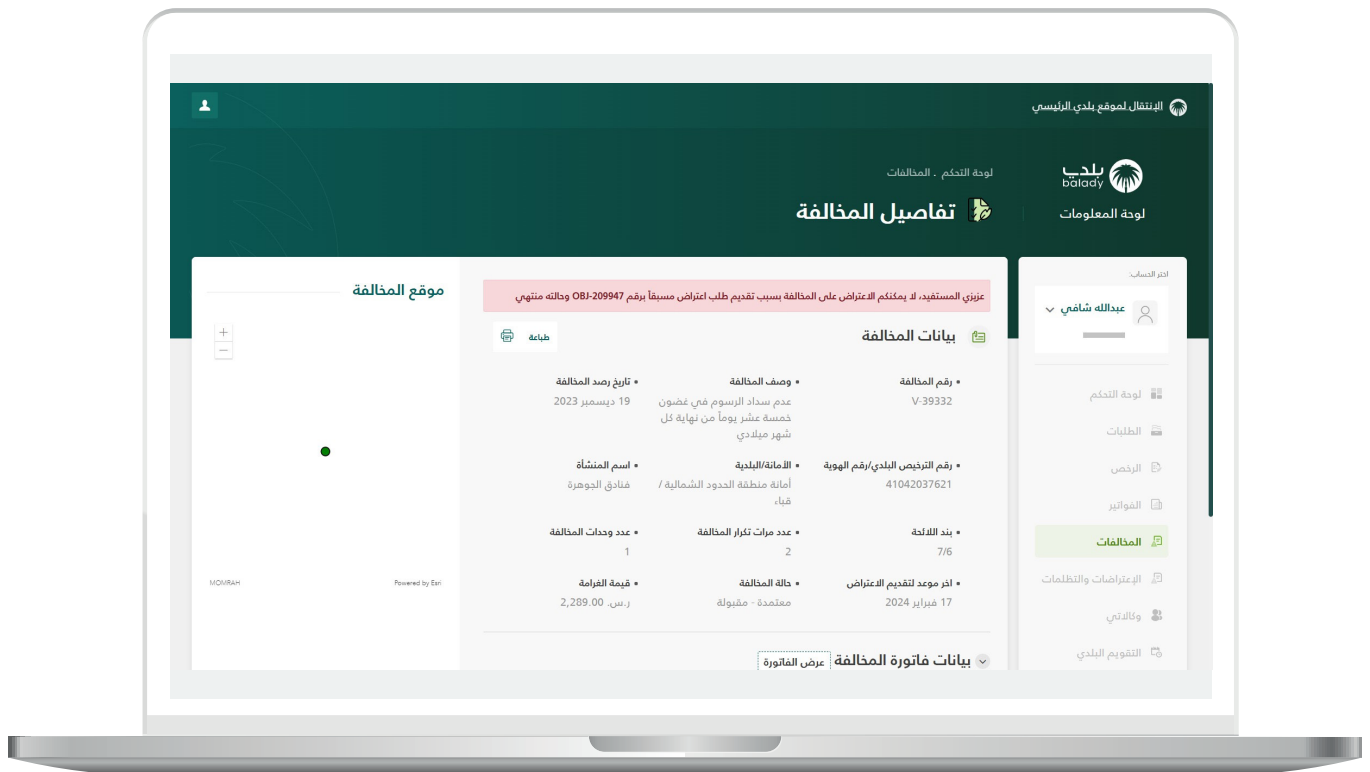 الإنتقال لموقع بلدي الرئيسي
بلدي
balady
لوحة المعلومات
لوحة التحكم . المخالفات
تفاصيل المخالفة
اختر الحساب:
عبدالله شافي
لوحة التحكم
الطلبات
الرخص
الفواتير
المخالفات
الإعتراضات والتظلمات
وكالاتي
التقويم البلدي
عزيزي المستفيد، لا يمكنكم الاعتراض على المخالفة بسبب تقديم طلب اعتراض مسبقاً برقم OBJ-209947 وحالته منتهي
بيانات المخالفة
طباعة
رقم المخالفة
V-39332
وصف المخالفة
عدم سداد الرسوم في غضون
خمسة عشر يوماً من نهاية كل
شهر ميلادي
تاريخ رصد المخالفة
19 ديسمبر 2023
رقم الترخيص البلدي/رقم الهوية
41042037621
الأمانة/البلدية
أمانة منطقة الحدود الشمالية /
قباء
اسم المنشأة
فنادق الجوهرة
بند اللائحة
7/6
عدد مرات تكرار المخالفة
2
عدد وحدات المخالفة
1
اخر موعد لتقديم الاعتراض
17 فبراير 2024
حالة المخالفة
معتمدة - مقبولة
قيمة الغرامة
ر.س. 2,289.00
بيانات فاتورة المخالفة
عرض الفاتورة
موقع المخالفة
+
−
Powered by Esri
MOMRAH